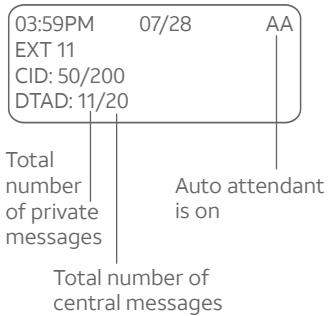 03:59PM 07/28 AA
EXT 11
CID: 50/200
DTAD: 11/20
Total
number
of private
messages
Auto attendant
is on
Total number of
central messages